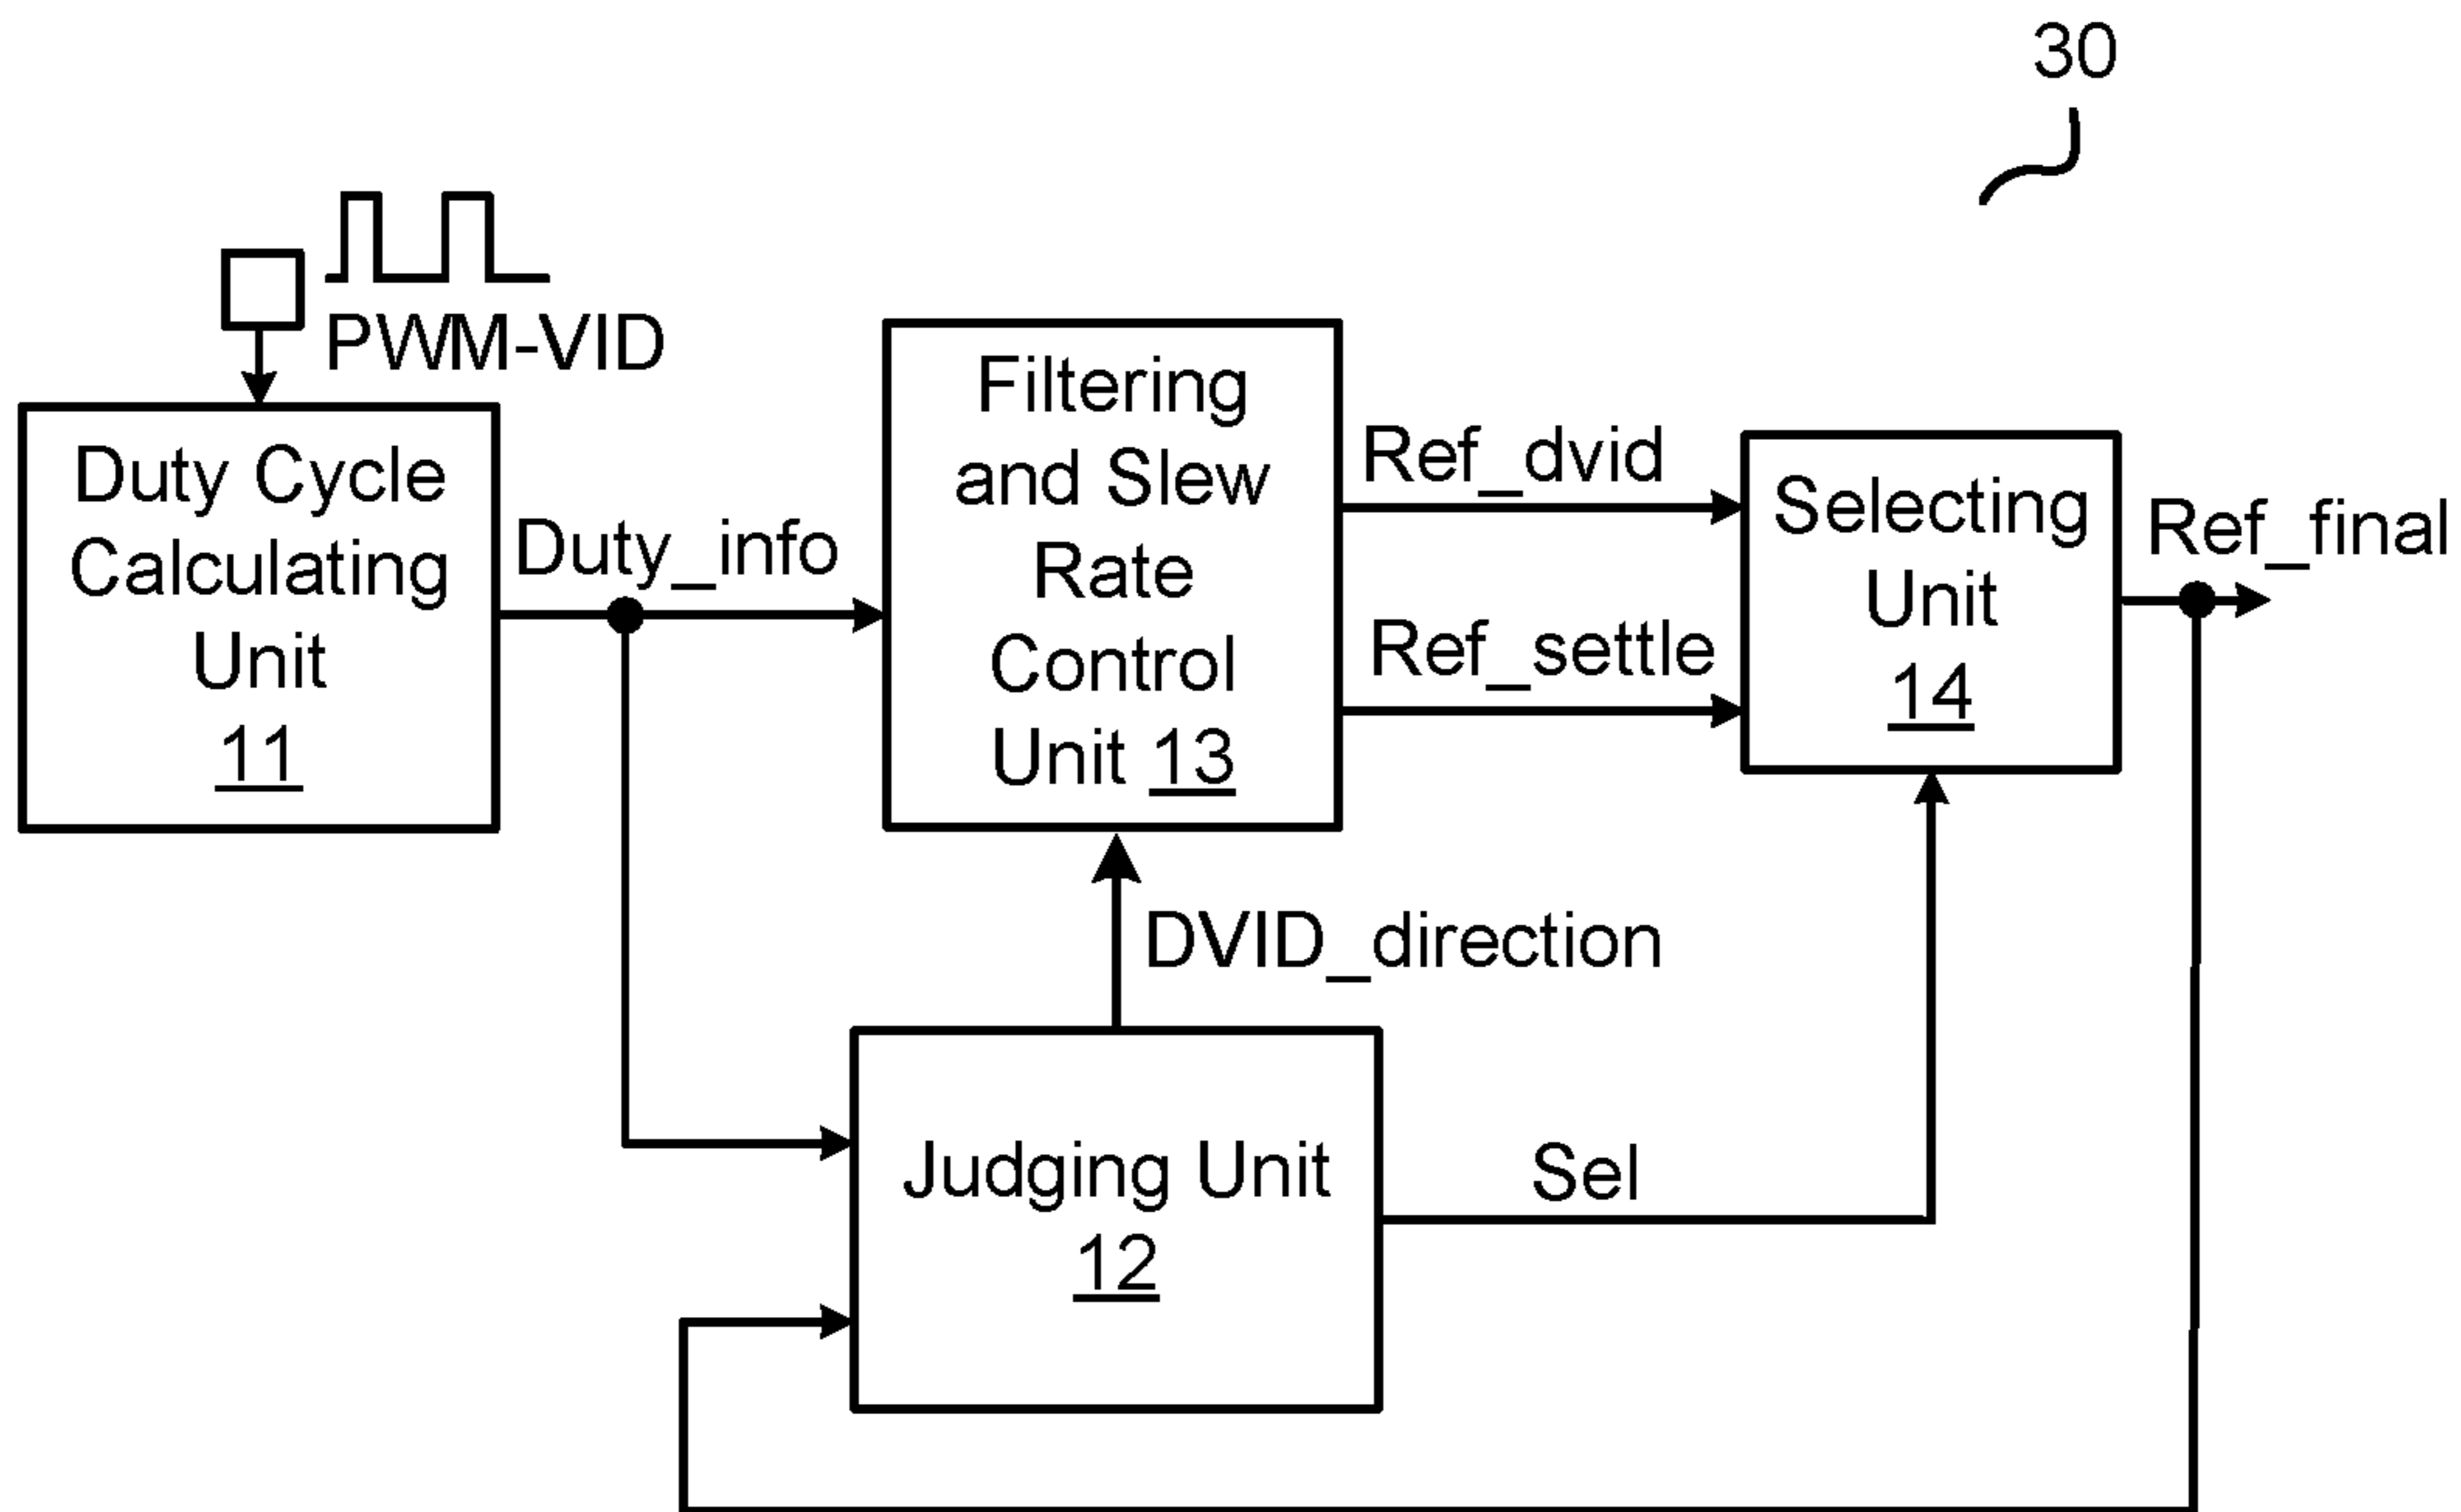 30
PWM-VID
Duty Cycle
Calculating
Unit
11
Duty_info
Filtering
and Slew
Rate
Control
Unit 13
Ref_dvid
Ref_settle
Selecting
Unit
14
Ref_final
DVID_direction
Judging Unit
12
Sel